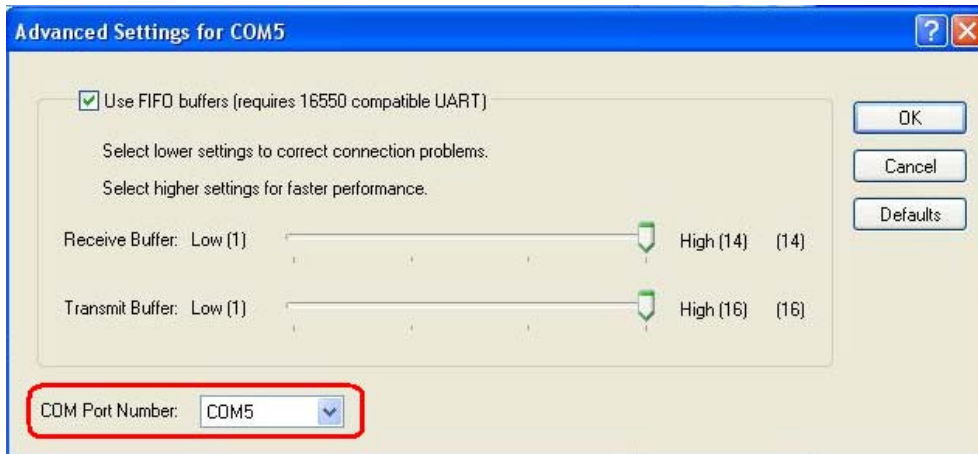 Advanced Settings for COM5
?
Use FIFO buffers (requires 16550 compatible UART)
Select lower settings to correct connection problems.
Select higher settings for faster performance.
Receive Buffer: Low (1) High (14) (14)
Transmit Buffer: Low (1) High (16) (16)
COM Port Number: COM5
OK
Cancel
Defaults